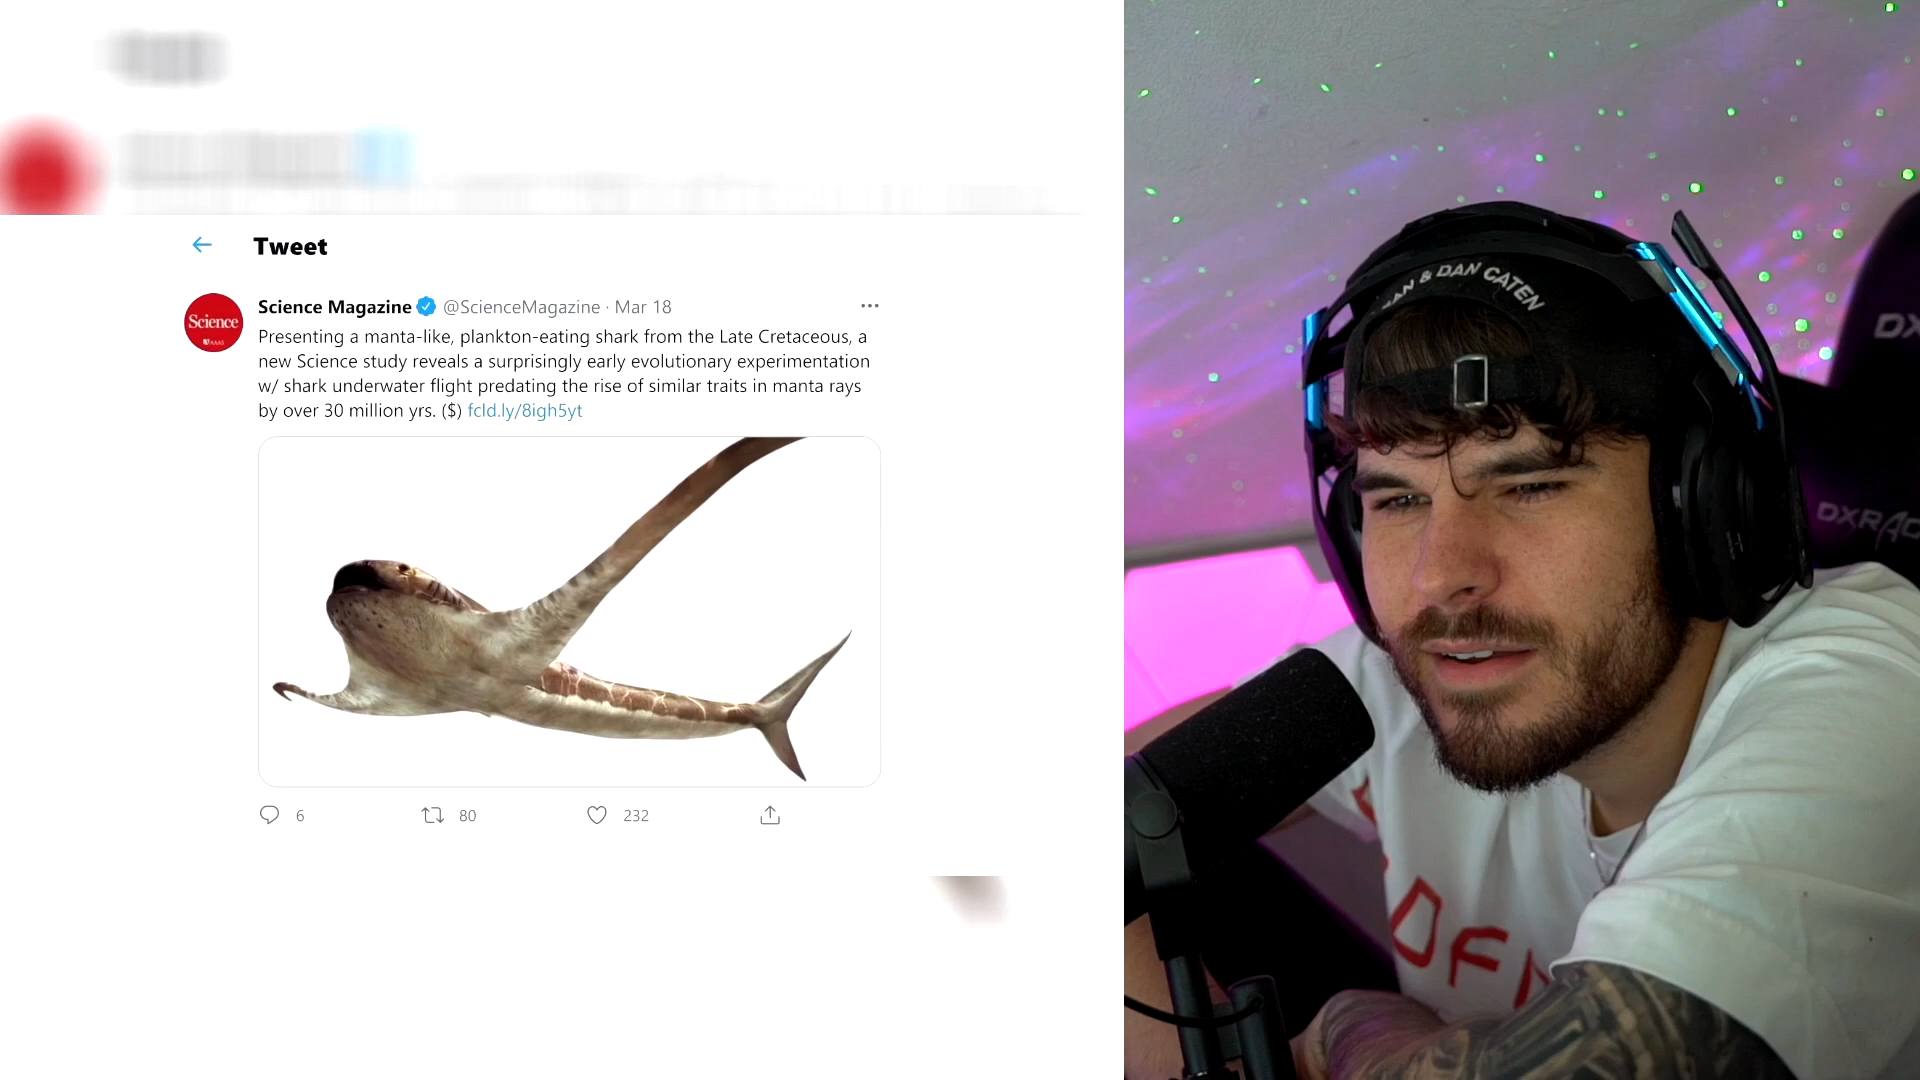 Tweet
Science Magazine @ScienceMagazine · Mar 18
Science
AAAS
Presenting a manta-like, plankton-eating shark from the Late Cretaceous, a
new Science study reveals a surprisingly early evolutionary experimentation
w/ shark underwater flight predating the rise of similar traits in manta rays
by over 30 million yrs. ($) fcld.ly/8igh5yt
6 80 232
& DAN CATEN
DX
DXRAC
OFF